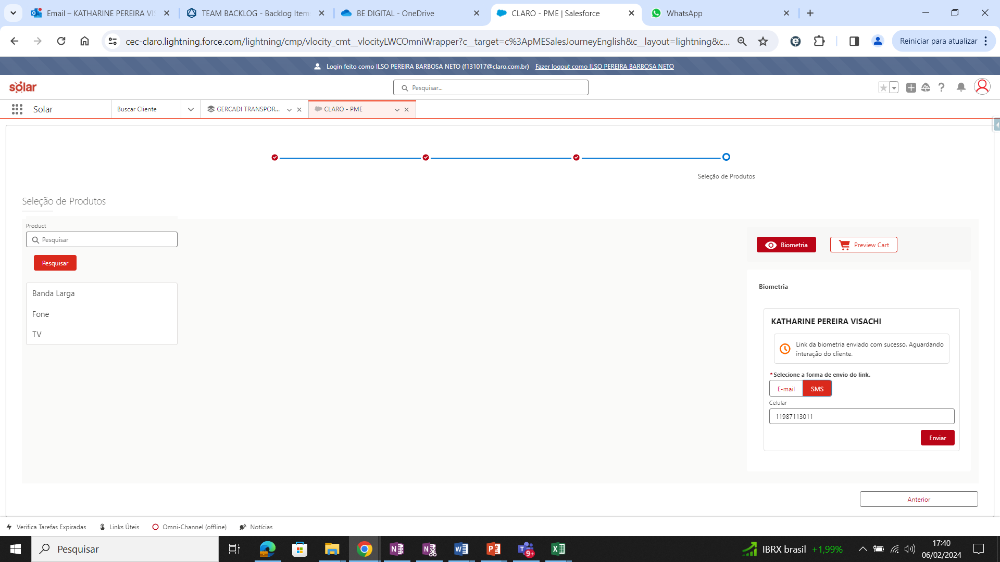 Email – KATHARINE PEREIRA VI
TEAM BACKLOG - Backlog Item
BE DIGITAL - OneDrive
CLARO - PME | Salesforce
WhatsApp
cec-claro.lightning.force.com/lightning/cmp/vlocity_cmt__vlocityLWCOmniWrapper?c__target=c%3ApMESalesJourneyEnglish&c__layout=lightning&c...
Reiniciar para atualizar
Login feito como ILSO PEREIRA BARBOSA NETO (f131017@claro.com.br) Fazer logout como ILSO PEREIRA BARBOSA NETO
solar
Pesquisar...
Solar
Buscar Cliente
GERCADI TRANSPOR...
CLARO - PME
Seleção de Produtos
Seleção de Produtos
Product
Pesquisar
Pesquisar
Banda Larga
Fone
TV
Biometria
Preview Cart
Biometria
KATHARINE PEREIRA VISACHI
Link da biometria enviado com sucesso. Aguardando
interação do cliente.
*Selecione a forma de envio do link.
E-mail
SMS
Celular
11987113011
Enviar
Anterior
Verifica Tarefas Expiradas
Links Úteis
Omni-Channel (offline)
Notícias
Pesquisar
9+
IBRX brasil +1,99%
17:40
06/02/2024